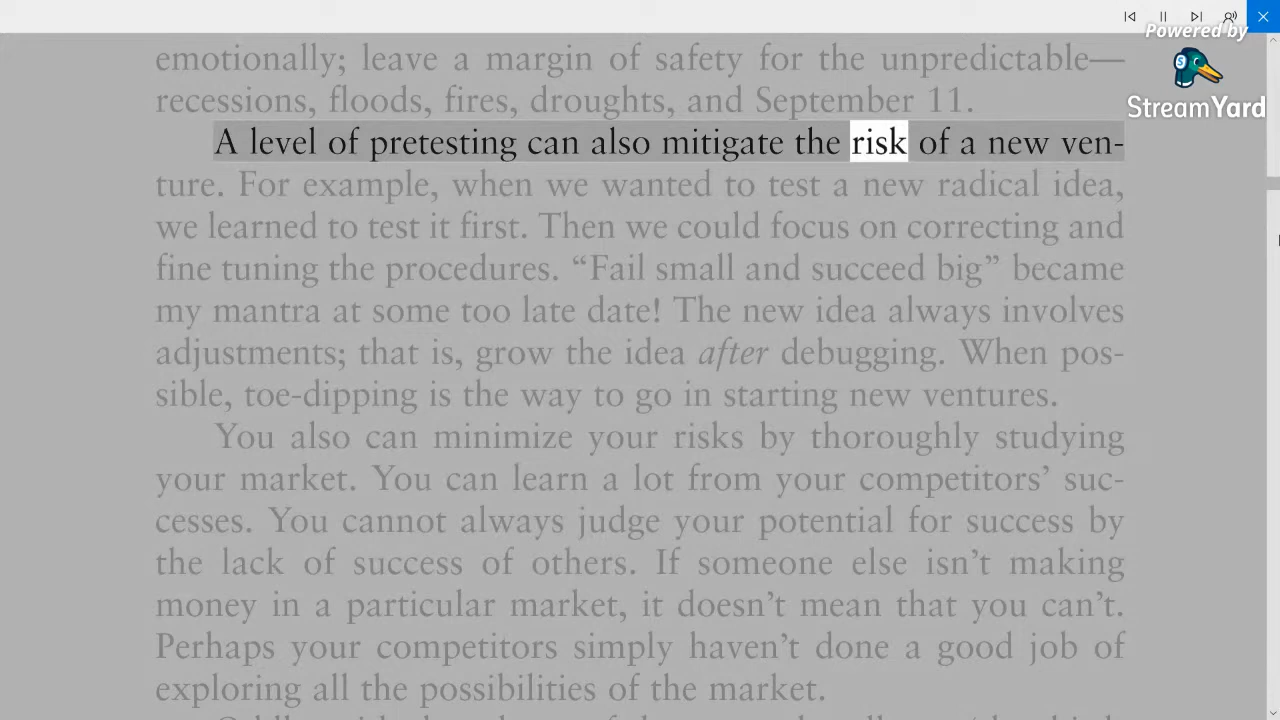 Powered by
StreamYard
emotionally; leave a margin of safety for the unpredictable—
recessions, floods, fires, droughts, and September 11.
A level of pretesting can also mitigate the risk of a new ven-
ture. For example, when we wanted to test a new radical idea,
we learned to test it first. Then we could focus on correcting and
fine tuning the procedures. “Fail small and succeed big” became
my mantra at some too late date! The new idea always involves
adjustments; that is, grow the idea after debugging. When pos-
sible, toe-dipping is the way to go in starting new ventures.
You also can minimize your risks by thoroughly studying
your market. You can learn a lot from your competitors’ suc-
cesses. You cannot always judge your potential for success by
the lack of success of others. If someone else isn’t making
money in a particular market, it doesn’t mean that you can’t.
Perhaps your competitors simply haven’t done a good job of
exploring all the possibilities of the market.